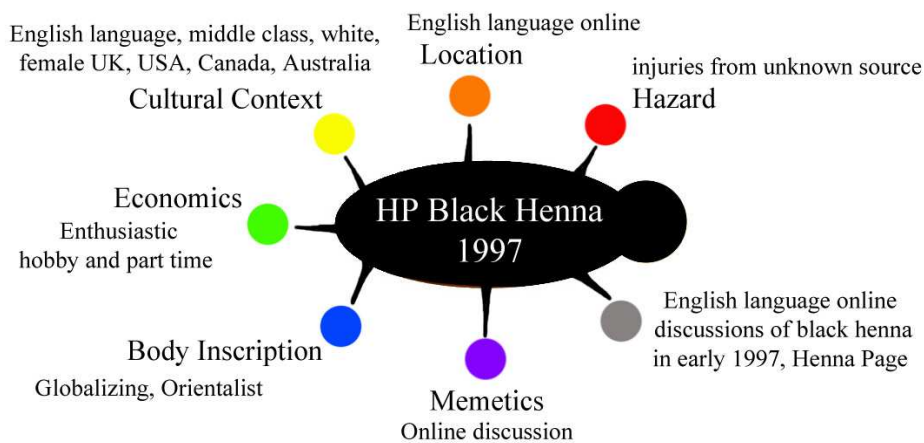 English language, middle class, white,
female UK, USA, Canada, Australia
Cultural Context
English language online
Location
injuries from unknown source
Hazard
Economics
Enthusiastic
hobby and part time
HP Black Henna
1997
Body Inscription
Globalizing, Orientalist
Memetics
Online discussion
English language online
discussions of black henna
in early 1997, Henna Page